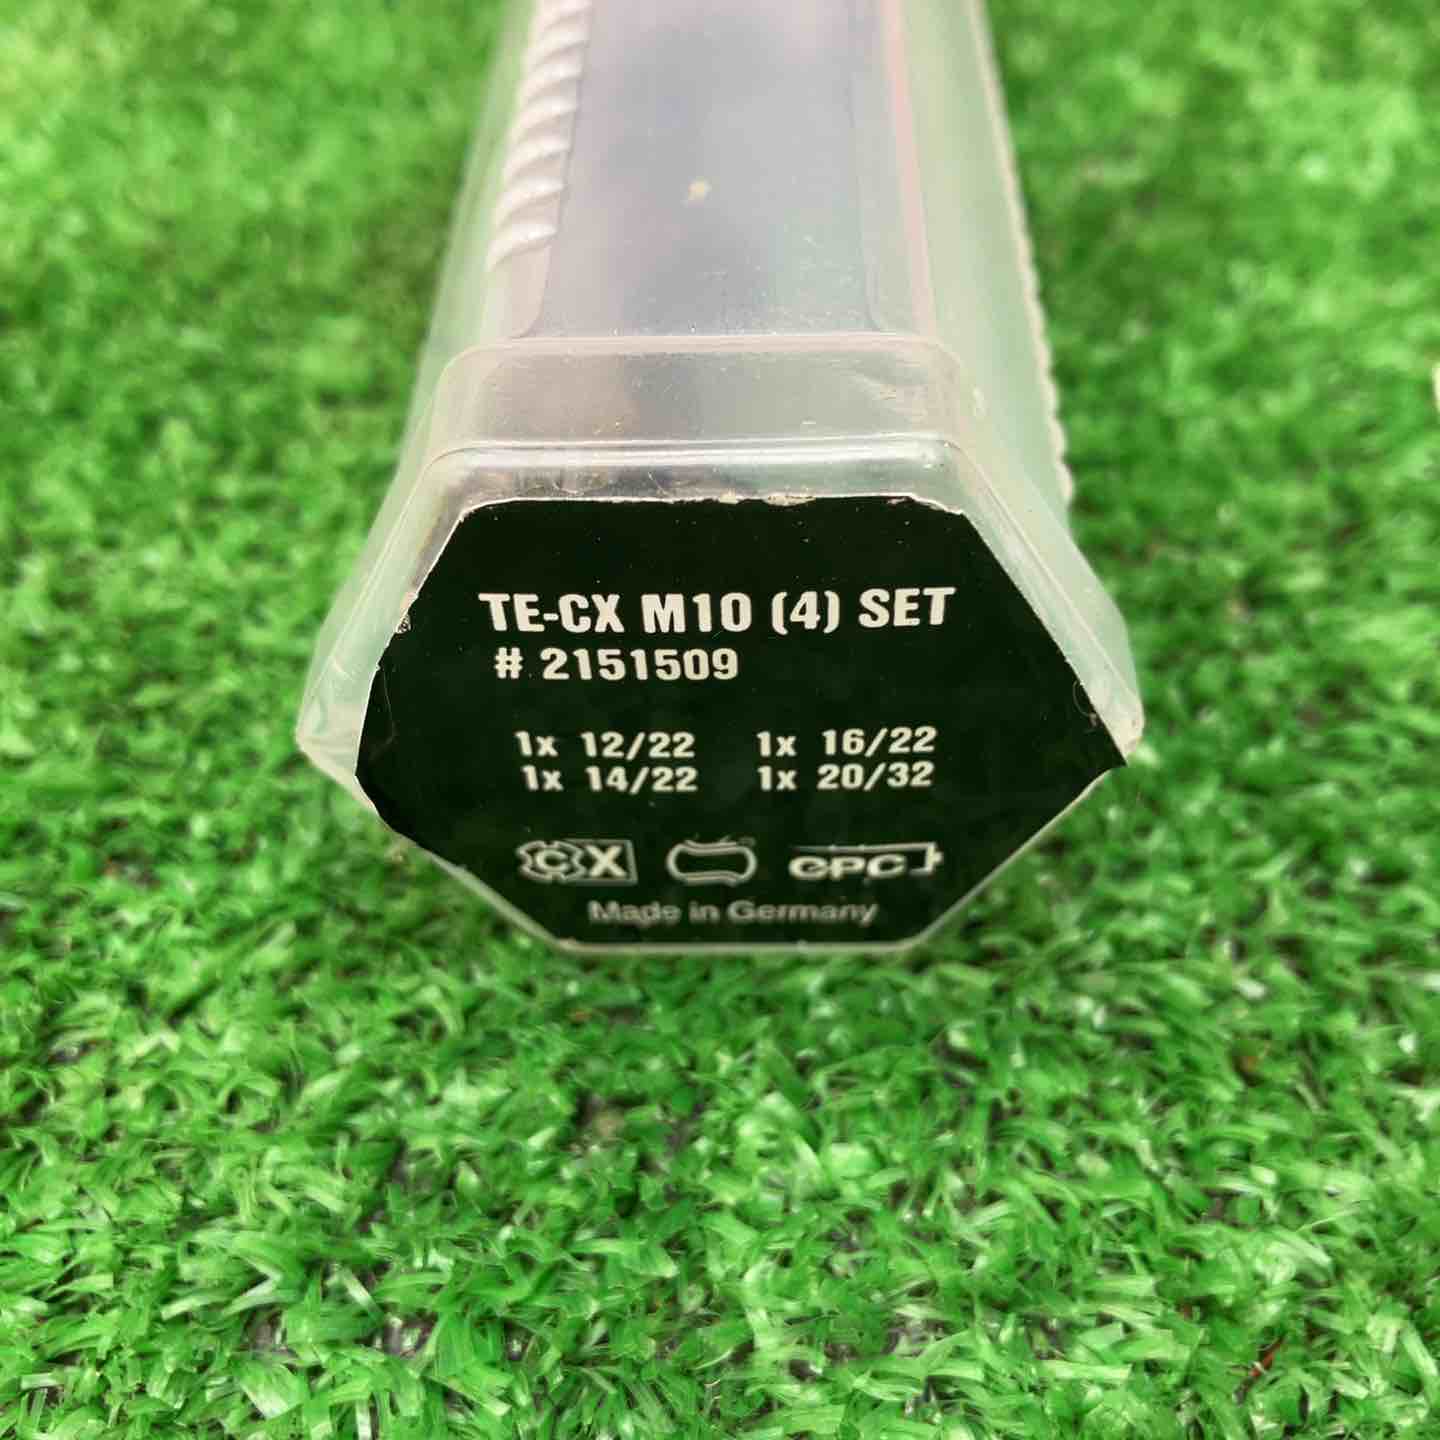 TE-CX M10 (4) SET
# 2151509
1x 12/22 1x 16/22
1x 14/22 1x 20/32
CX CPC
Made in Germany